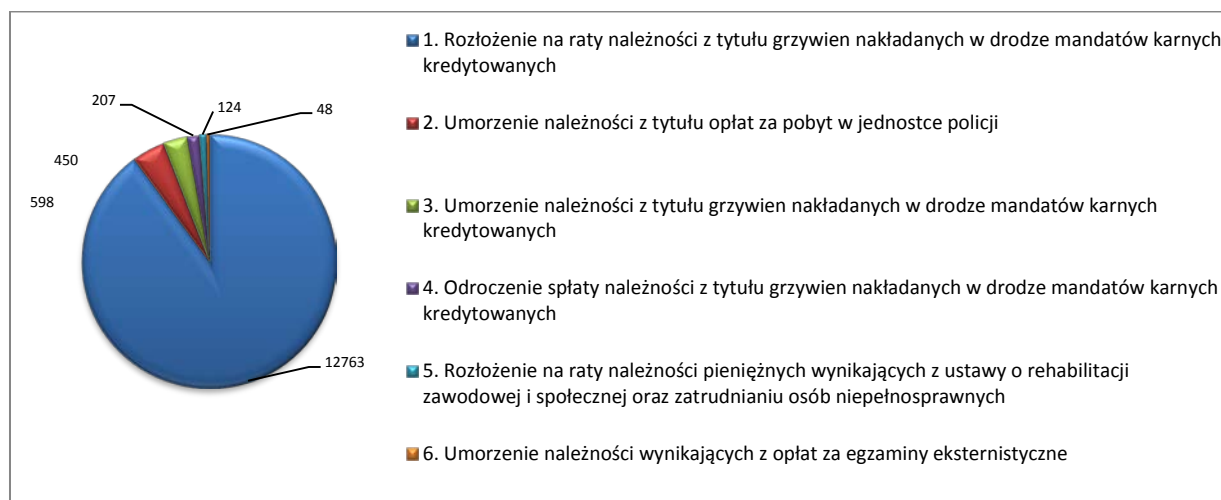 207
124
48
450
598
12763
1. Rozłożenie na raty należności z tytułu grzywien nakładanych w drodze mandatów karnych
kredytowanych
2. Umorzenie należności z tytułu opłat za pobyt w jednostce policji
3. Umorzenie należności z tytułu grzywien nakładanych w drodze mandatów karnych
kredytowanych
4. Odroczenie spłaty należności z tytułu grzywien nakładanych w drodze mandatów karnych
kredytowanych
5. Rozłożenie na raty należności pieniężnych wynikających z ustawy o rehabilitacji
zawodowej i społecznej oraz zatrudnianiu osób niepełnosprawnych
6. Umorzenie należności wynikających z opłat za egzaminy eksternistyczne